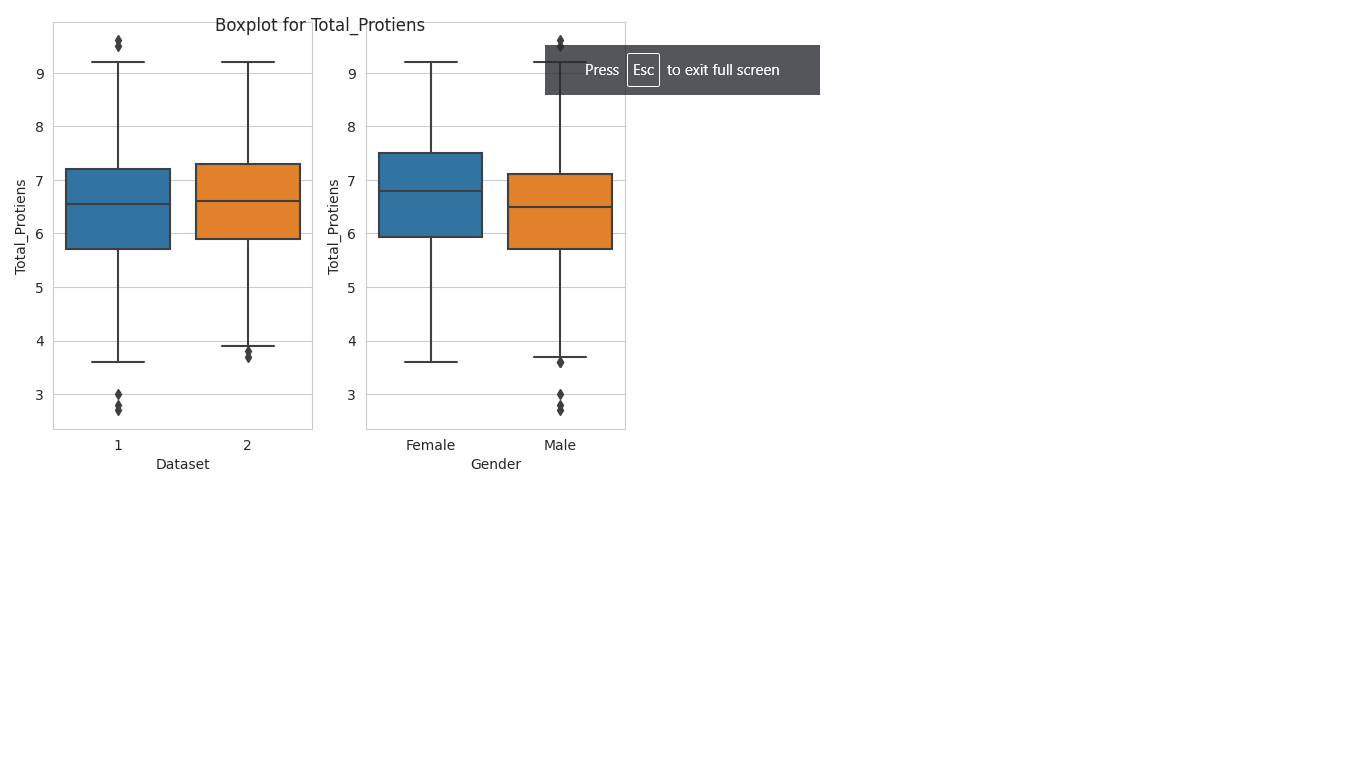 Boxplot for Total_Protiens
Press Esc to exit full screen
Total_Protiens
9
8
7
6
5
4
3
1
2
Dataset
Total_Protiens
9
8
7
6
5
4
3
Female
Male
Gender